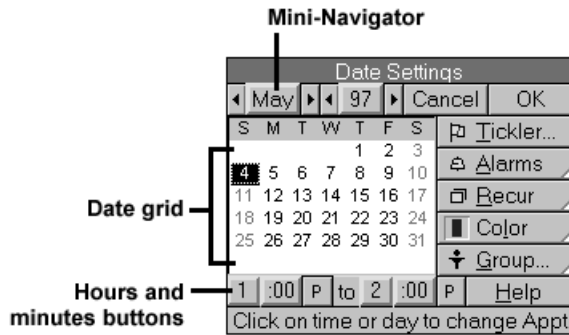 Mini-Navigator
Date Settings
May 97 Cancel OK
S M T W T F S
1 2 3
4 5 6 7 8 9 10
11 12 13 14 15 16 17
18 19 20 21 22 23 24
25 26 27 28 29 30 31
Tickler...
Alarms
Recur
Color
Group...
Date grid
Hours and
minutes buttons
1 :00 P to 2 :00 P Help
Click on time or day to change Appt